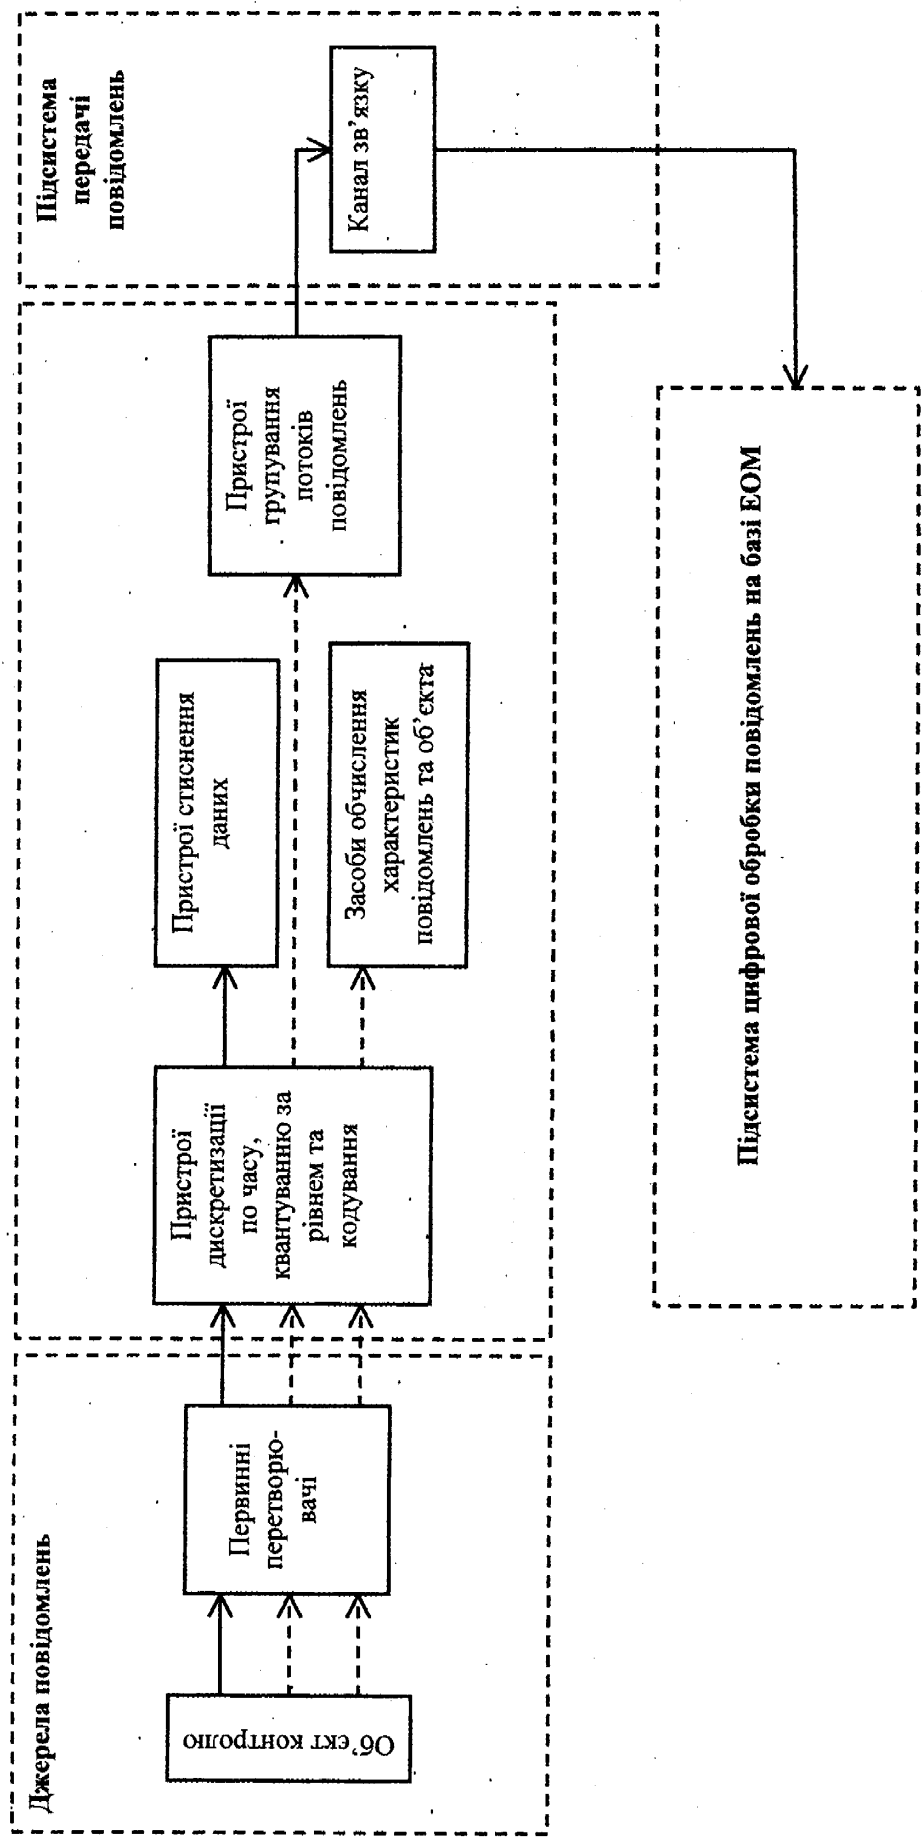 Джерела повідомлень
Об'єкт контролю
Первинні
перетворю-
вачі
Пристрої
дискретизації
по часу,
квантуванню за
рівнем та
кодування
Пристрої стиснення
даних
Засоби обчислення
характеристик
повідомлень та об'єкта
Пристрої
групування
потоків
повідомлень
Підсистема
передачі
повідомлень
Канал зв'язку
Підсистема цифрової обробки повідомлень на базі ЕОМ